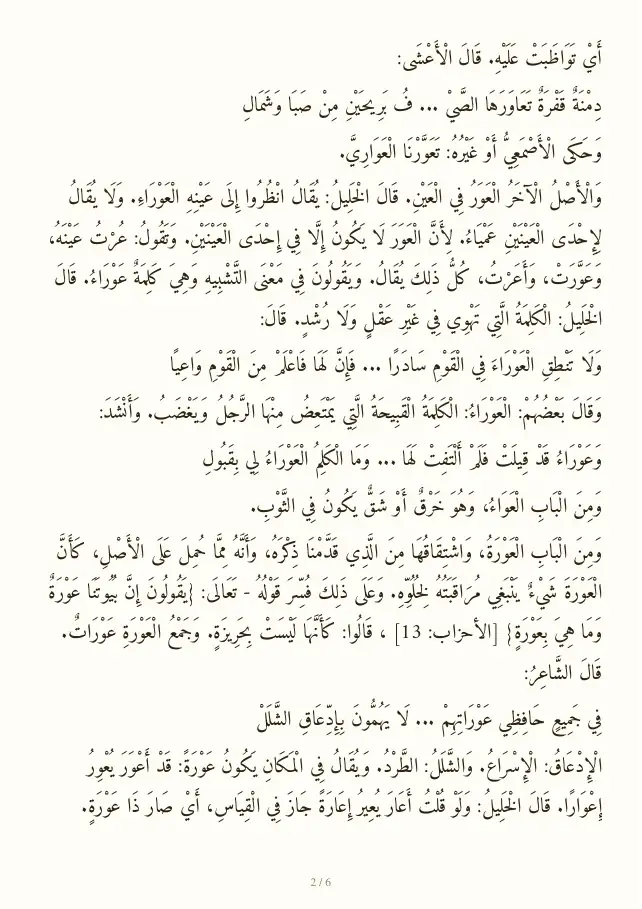 أَيْ تَوَاظَبَتْ عَلَيْهِ. قَالَ الْأَعْشَى:
دِمْنَةٌ قَفْرَةٌ تَعَاوَرَهَا الصَّيْ ... فُ بَرِيحَيْنِ مِنْ صَبَا وَشَمَالِ
وَحَكَى الْأَصْمَعِيُّ أَوْ غَيْرُهُ: تَعَوَّرْنَا الْعَوَارِيَّ.
وَالْأَصْلُ الْآخَرُ الْعَوَرُ فِي الْعَيْنِ. قَالَ الْخَلِيلُ: يُقَالُ انْظُرُوا إِلَى عَيْنِهِ الْعَوْرَاءِ. وَلَا يُقَالُ
لِإِحْدَى الْعَيْنَيْنِ عَمْيَاءُ. لِأَنَّ الْعَوَرَ لَا يَكُونُ إِلَّا فِي إِحْدَى الْعَيْنَيْنِ. وَتَقُولُ: عُرْتُ عَيْنَهُ،
وَعَوَّرَتْ، وَأَعَرْتُ، كُلُّ ذَلِكَ يُقَالُ. وَيَقُولُونَ فِي مَعْنَى التَّشْبِيهِ وَهِيَ كَلِمَةٌ عَوْرَاءُ. قَالَ
الْخَلِيلُ: الْكَلِمَةُ الَّتِي تَهْوِي فِي غَيْرِ عَقْلٍ وَلَا رُشْدٍ. قَالَ:
وَلَا تَنْطِقِ الْعَوْرَاءَ فِي الْقَوْمِ سَادَرًا ... فَإِنَّ لَهَا فَاعْلَمْ مِنَ الْقَوْمِ وَاعِيًا
وَقَالَ بَعْضُهُمْ: الْعَوْرَاءُ: الْكَلِمَةُ الْقَبِيحَةُ الَّتِي يَمْتَعِضُ مِنْهَا الرَّجُلُ وَيَغْضَبُ. وَأَنْشَدَ:
وَعَوْرَاءُ قَدْ قِيلَتْ فَلَمْ أَلْتَفِتْ لَهَا ... وَمَا الْكَلِمُ الْعَوْرَاءُ لِي بِقَبُولِ
وَمِنَ الْبَابِ الْعَوَاءُ، وَهُوَ خَرْقٌ أَوْ شَقٌّ يَكُونُ فِي الثَّوْبِ.
وَمِنَ الْبَابِ الْعَوْرَةُ، وَاشْتِقَاقُهَا مِنَ الَّذِي قَدَّمْنَا ذِكْرَهُ، وَأَنَّهُ مِمَّا حُمِلَ عَلَى الْأَصْلِ، كَأَنَّ
الْعَوْرَةَ شَيْءٌ يَنْبَغِي مُرَاقَبَتُهُ لِخُلُوِّهِ. وَعَلَى ذَلِكَ فُسِّرَ قَوْلُهُ - تَعَالَى: {يَقُولُونَ إِنَّ بُيُوتَنَا عَوْرَةٌ
وَمَا هِيَ بِعَوْرَةٍ} [الأحزاب: 13] ، قَالُوا: كَأَنَّهَا لَيْسَتْ بِحَرِيزَةٍ. وَجَمْعُ الْعَوْرَةِ عَوْرَاتٌ.
قَالَ الشَّاعِرُ:
فِي جَمِيعٍ حَافِظِي عَوْرَاتِهِمْ ... لَا يَهُمُّونَ بِإِدِّعَاقِ الشَّلَلْ
الْإِدْعَاقُ: الْإِسْرَاعُ. وَالشَّلَلُ: الطَّرْدُ. وَيُقَالُ فِي الْمَكَانِ يَكُونُ عَوْرَةً: قَدْ أَعْوَرَ يُعْوِرُ
إِعْوَارًا. قَالَ الْخَلِيلُ: وَلَوْ قُلْتُ أَعَارَ يُعِيرُ إِعَارَةً جَازَ فِي الْقِيَاسِ، أَيْ صَارَ ذَا عَوْرَةٍ.
2 / 6